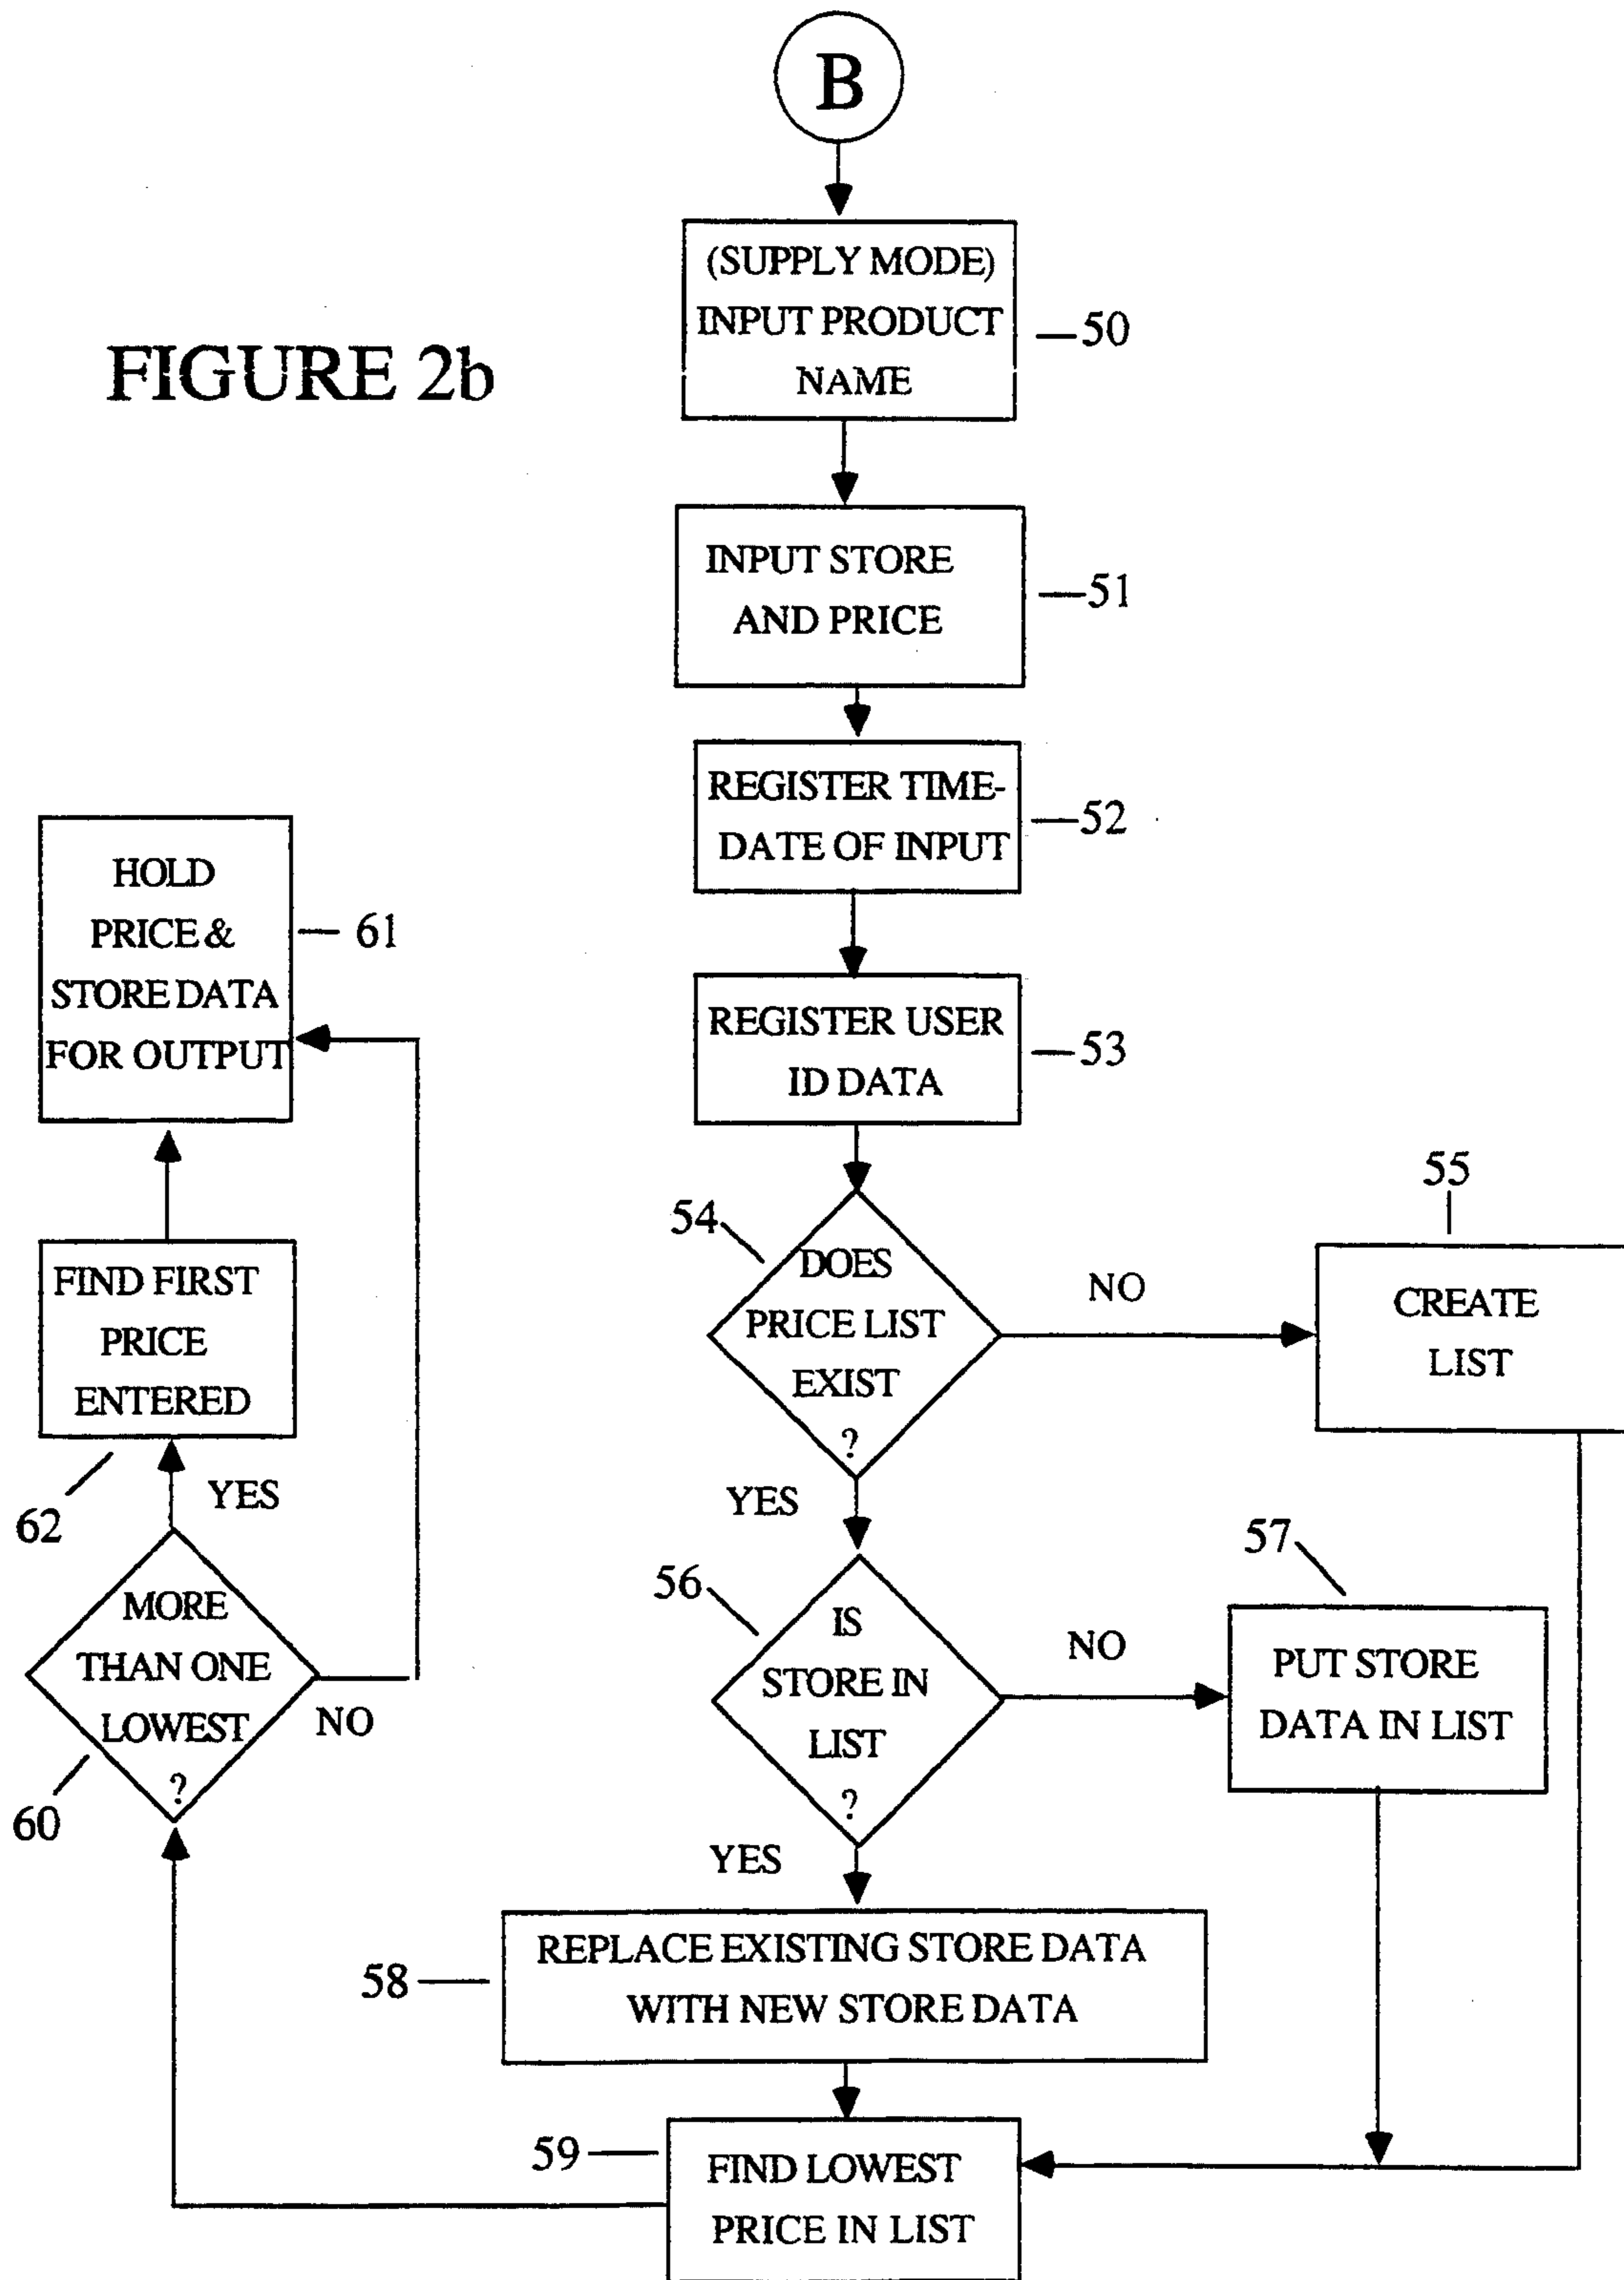 B
(SUPPLY MODE)
INPUT PRODUCT
NAME
50
FIGURE 2b
INPUT STORE
AND PRICE
51
REGISTER TIME-
DATE OF INPUT
52
REGISTER USER
ID DATA
53
54
DOES
PRICE LIST
EXIST
?
NO
55
CREATE
LIST
YES
56
IS
STORE IN
LIST
?
NO
57
PUT STORE
DATA IN LIST
YES
58
REPLACE EXISTING STORE DATA
WITH NEW STORE DATA
59
FIND LOWEST
PRICE IN LIST
60
MORE
THAN ONE
LOWEST
?
NO
YES
62
FIND FIRST
PRICE
ENTERED
HOLD
PRICE &
STORE DATA
FOR OUTPUT
61